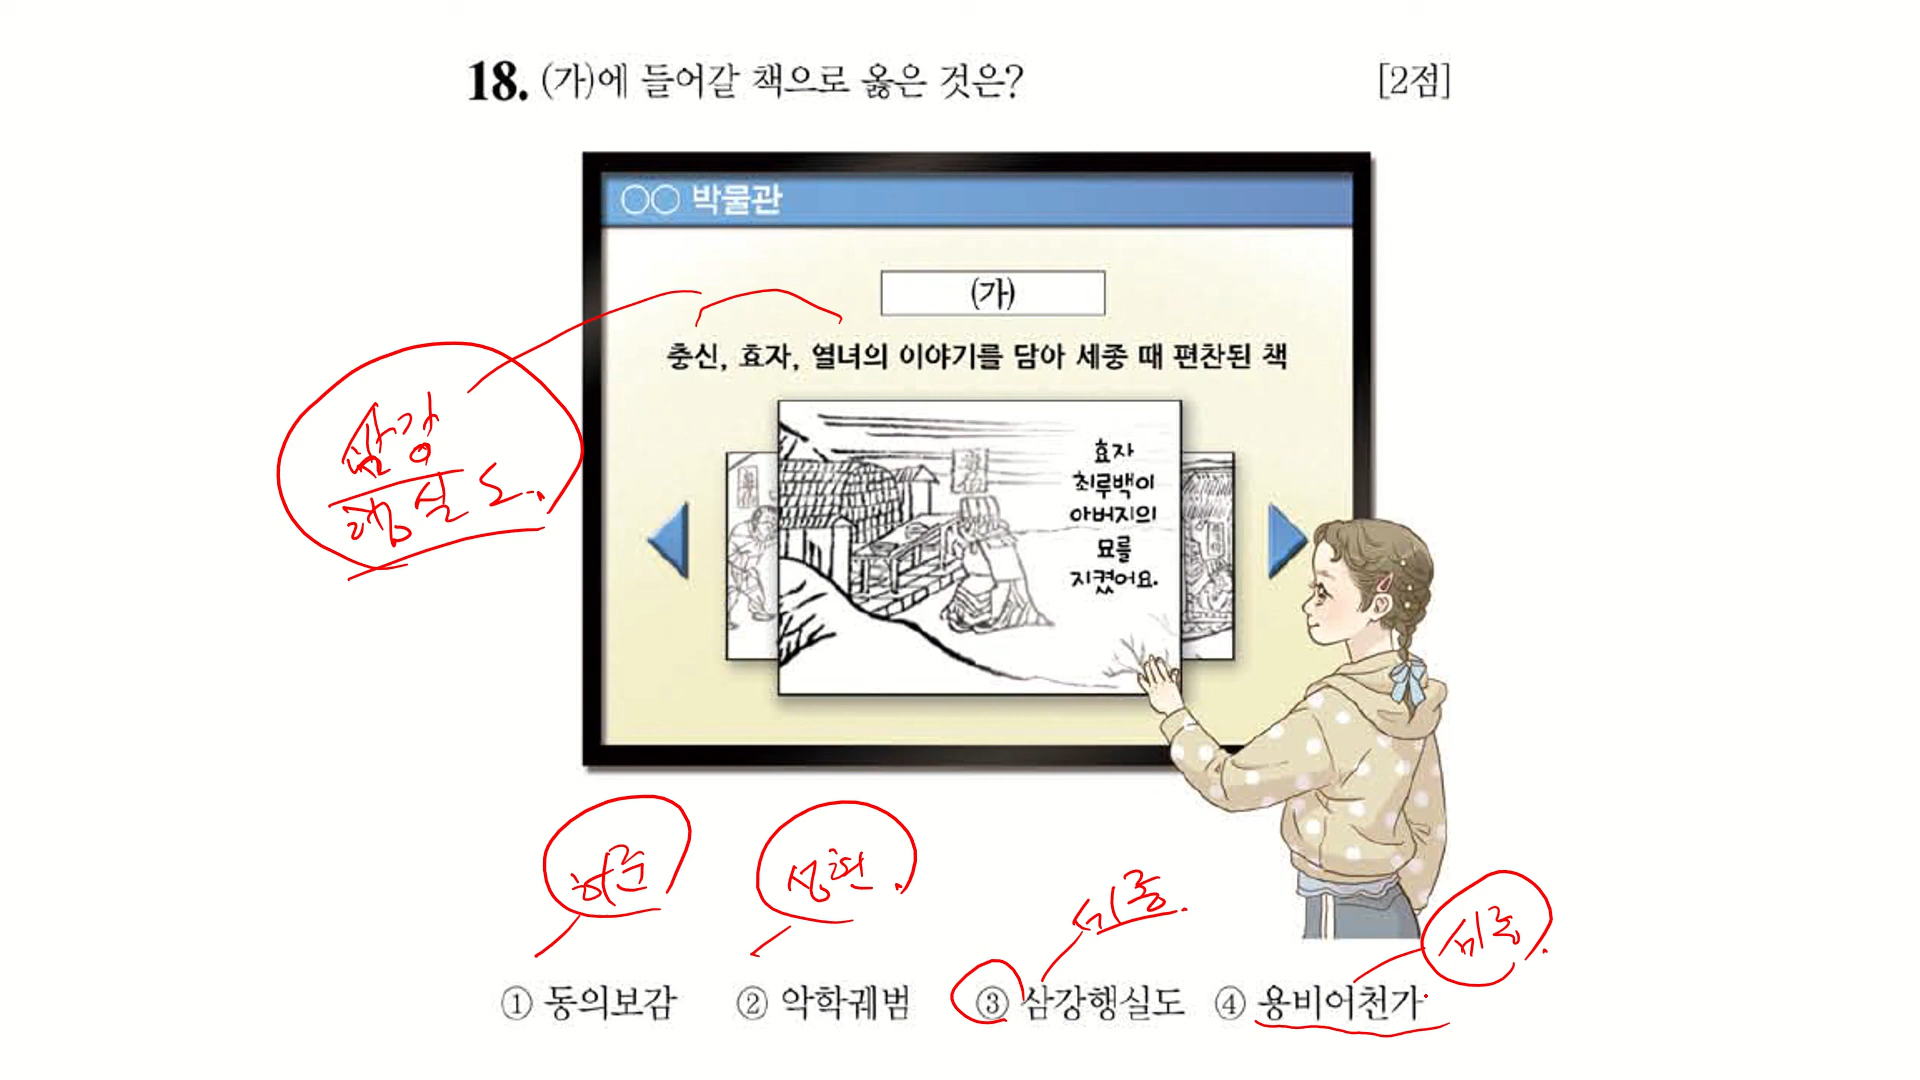 18. (가)에 들어갈 책으로 옳은 것은? [2점]
○○ 박물관
(가)
충신, 효자, 열녀의 이야기를 담아 세종 때 편찬된 책
삼강
행실도.
효자
최루백이
아버지의
묘를
지켰어요.
허준
성현.
세종.
세종.
① 동의보감 ② 악학궤범 ③ 삼강행실도 ④ 용비어천가